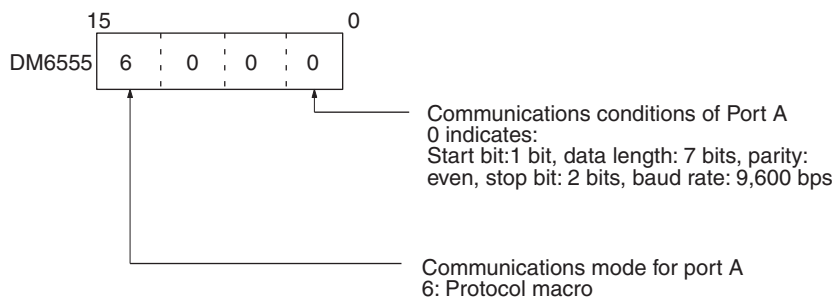 15 0
DM6555 6 0 0 0
Communications conditions of Port A
0 indicates:
Start bit:1 bit, data length: 7 bits, parity:
even, stop bit: 2 bits, baud rate: 9,600 bps
Communications mode for port A
6: Protocol macro